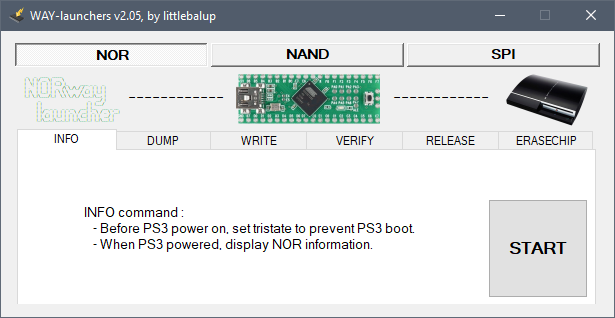 WAY-launchers v2.05, by littlebalup
NOR
NAND
SPI
NORway
launcher
INFO
DUMP
WRITE
VERIFY
RELEASE
ERASECHIP
INFO command :
- Before PS3 power on, set tristate to prevent PS3 boot.
- When PS3 powered, display NOR information.
START